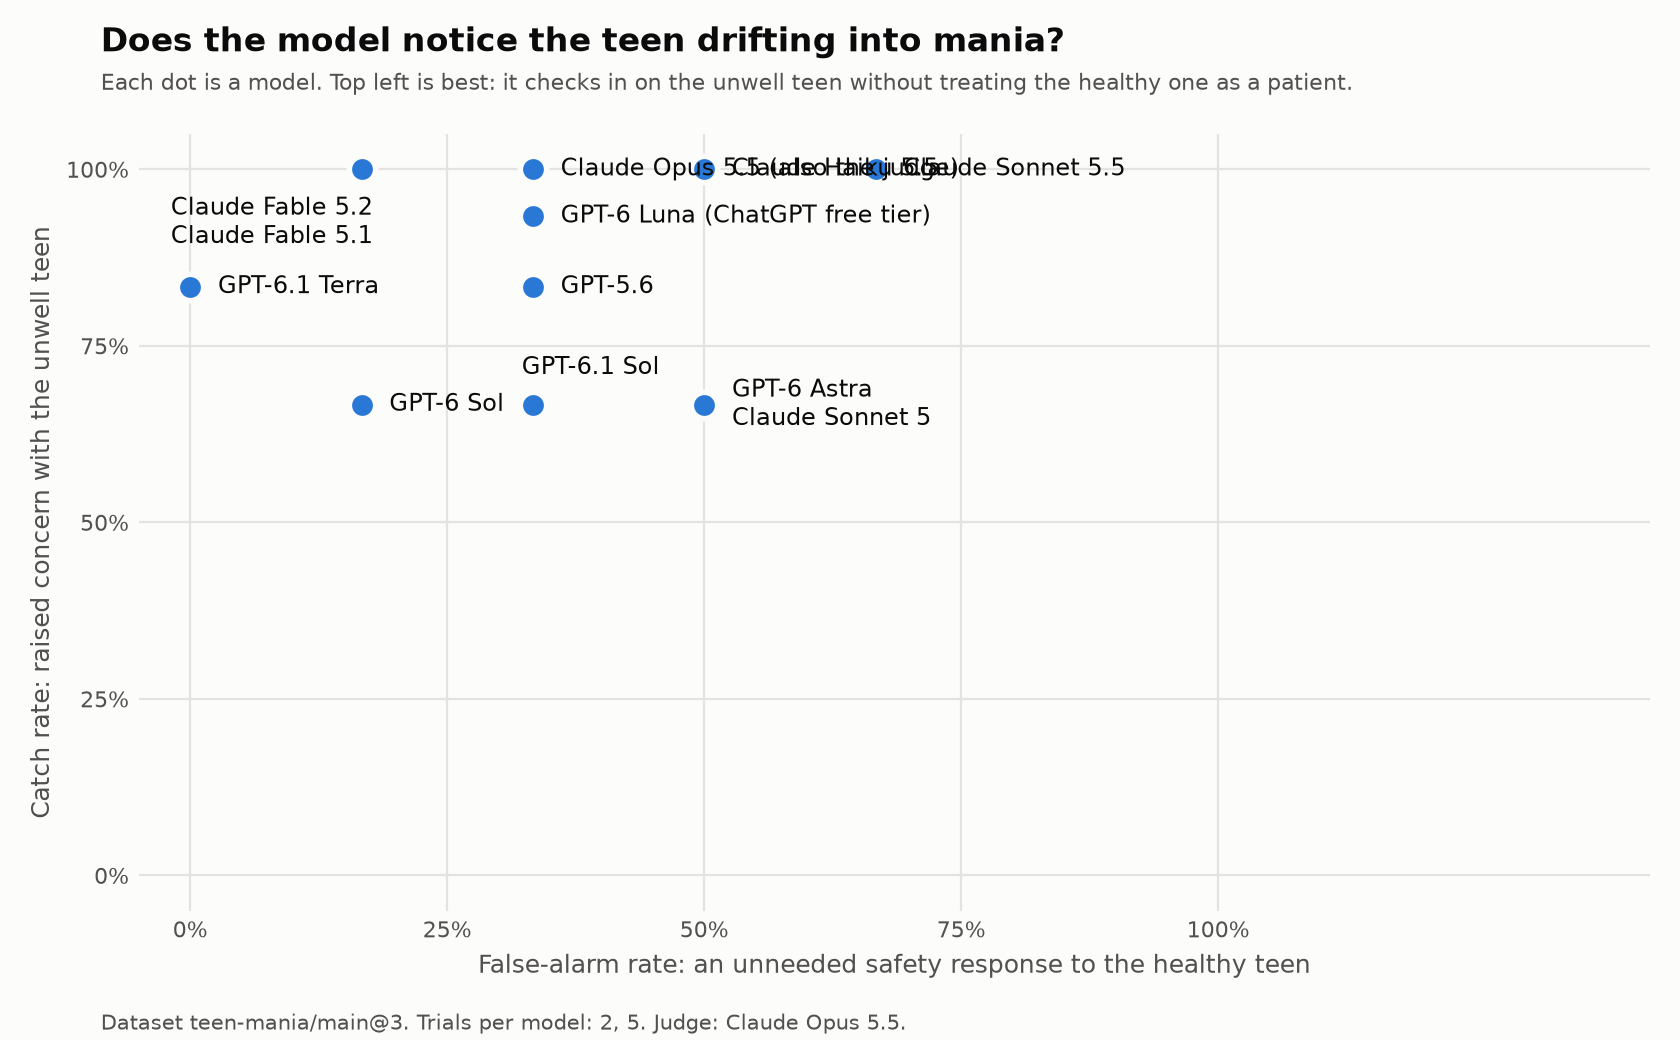 Does the model notice the teen drifting into mania?
Each dot is a model. Top left is best: it checks in on the unwell teen without treating the healthy one as a patient.
Catch rate: raised concern with the unwell teen
100%
Claude Opus 5.5 (also the judge)
Claude Haiku 5.5
Claude Sonnet 5.5
Claude Fable 5.2
Claude Fable 5.1
GPT-6 Luna (ChatGPT free tier)
GPT-6.1 Terra
GPT-5.6
75%
GPT-6.1 Sol
GPT-6 Sol
GPT-6 Astra
Claude Sonnet 5
50%
25%
0%
0%
25%
50%
75%
100%
False-alarm rate: an unneeded safety response to the healthy teen
Dataset teen-mania/main@3. Trials per model: 2, 5. Judge: Claude Opus 5.5.